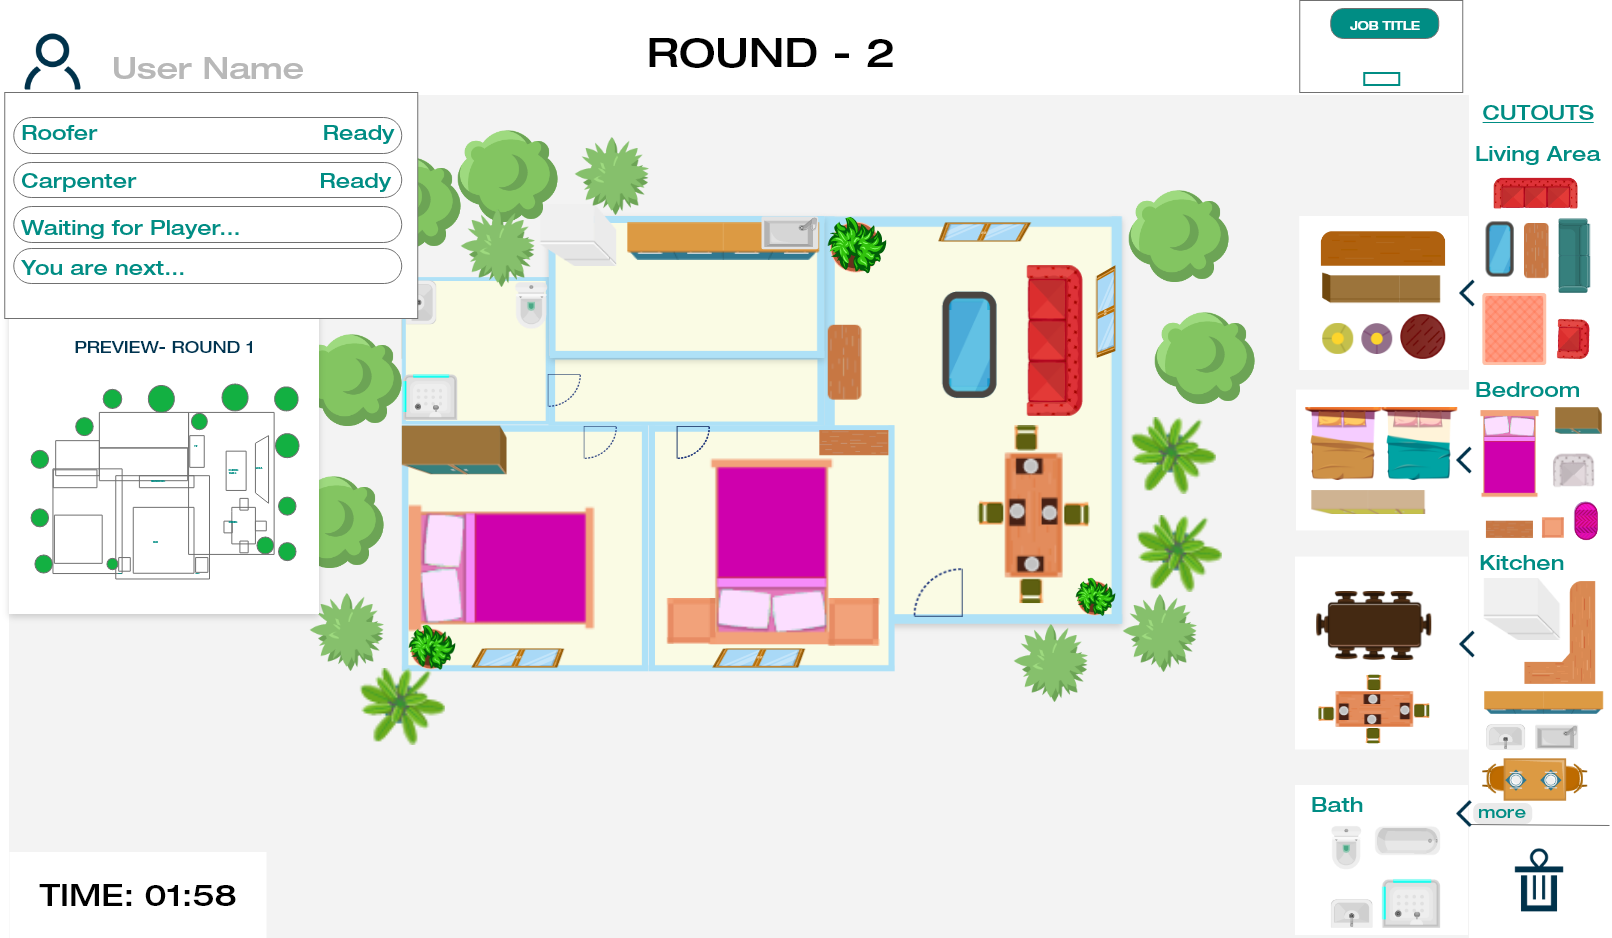 User Name
ROUND - 2
JOB TITLE
Roofer Ready
Carpenter Ready
Waiting for Player...
You are next...
PREVIEW- ROUND 1
TIME: 01:58
CUTOUTS
Living Area
Bedroom
Kitchen
Bath
more